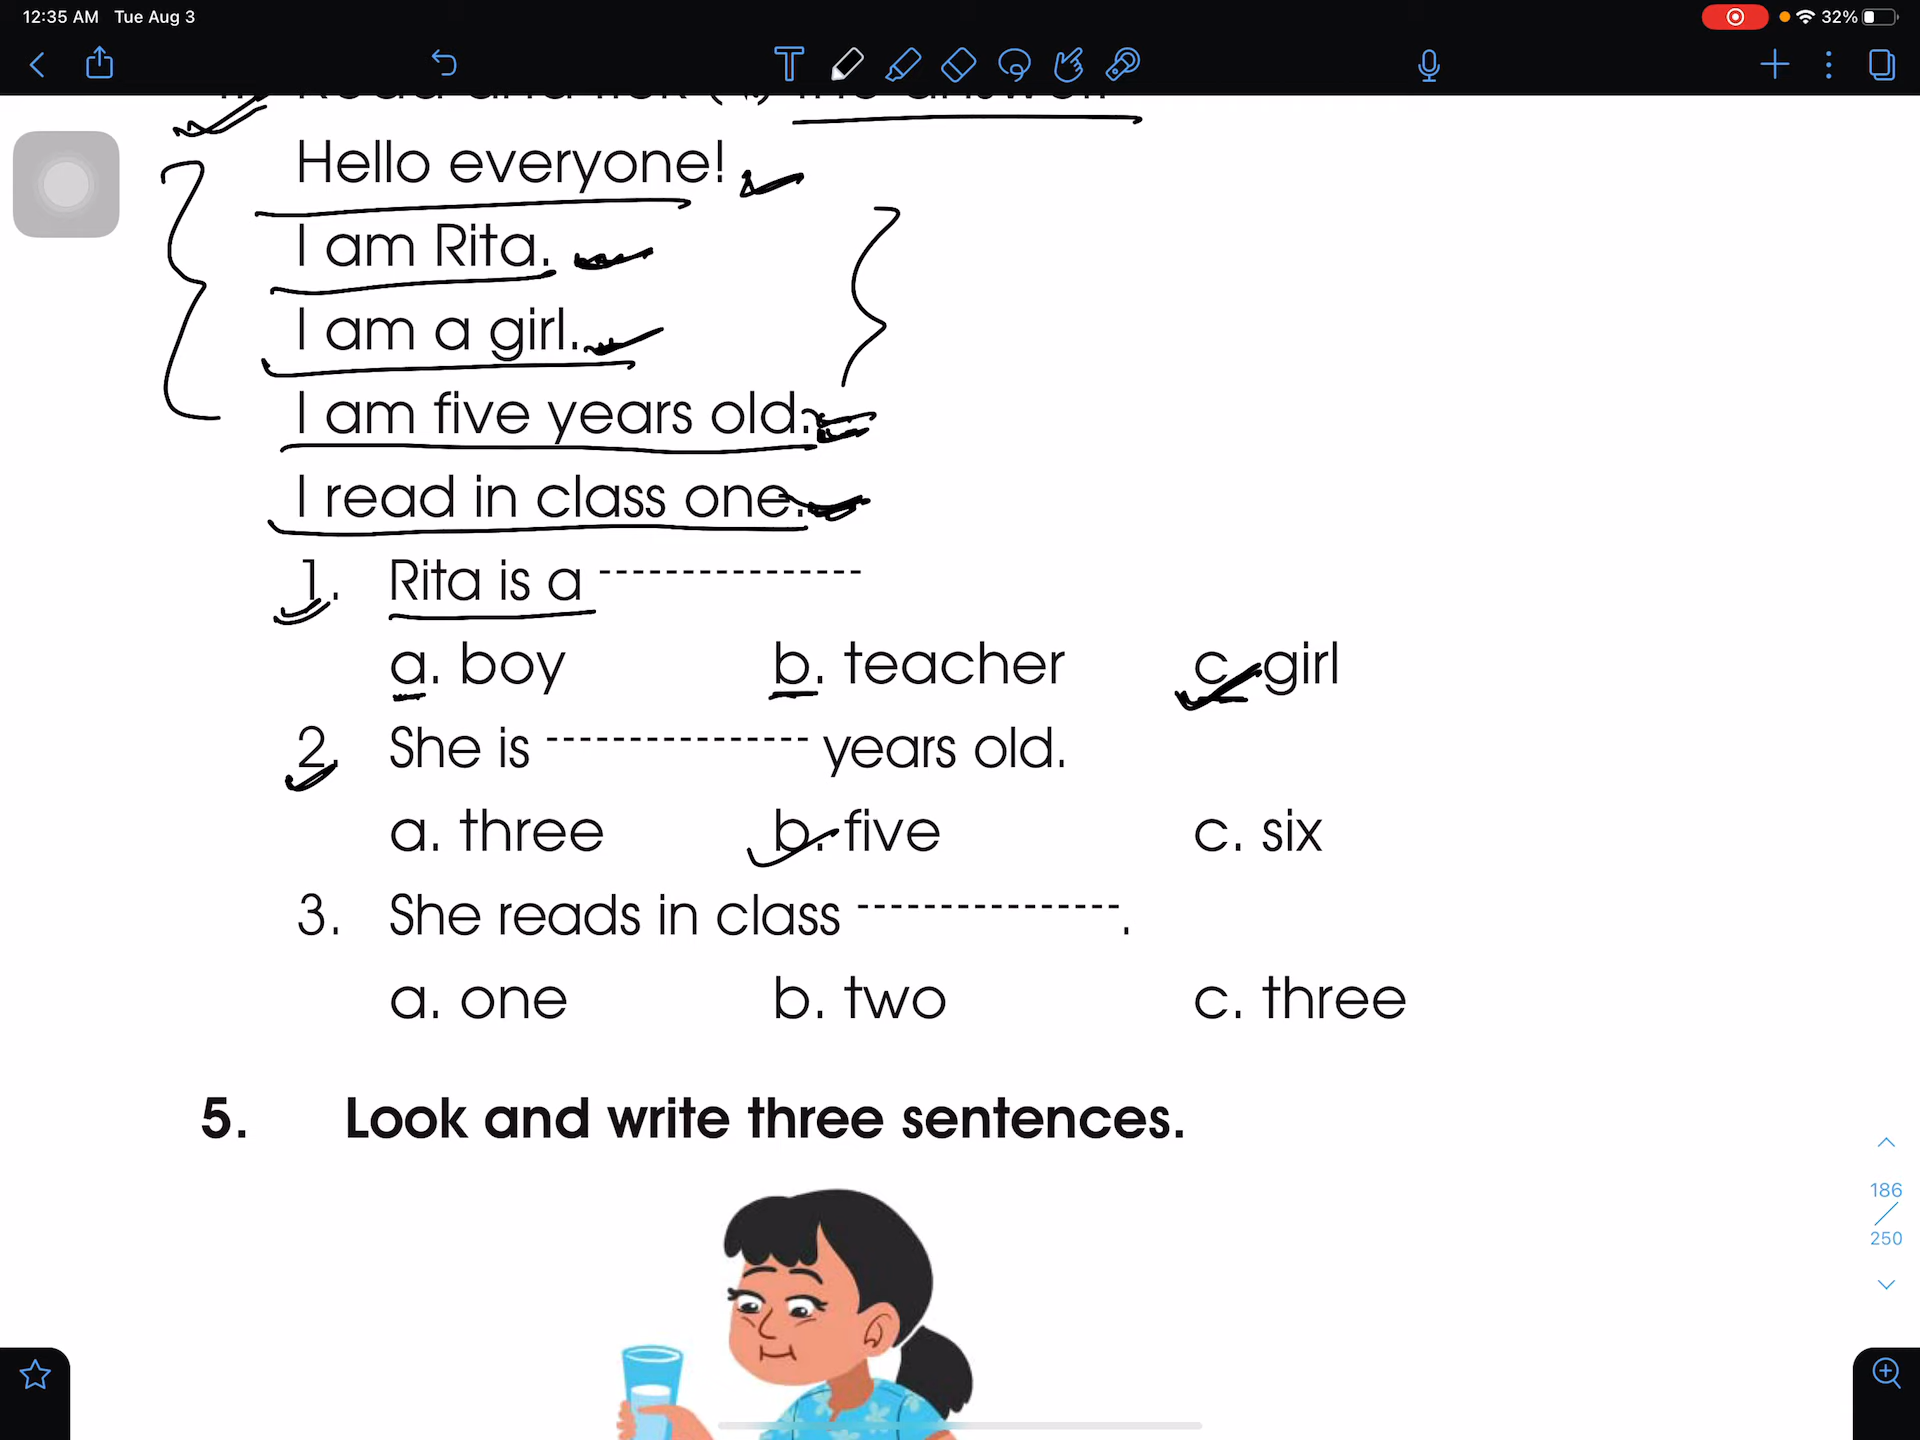 12:35 AM Tue Aug 3
32%
Hello everyone!
I am Rita.
I am a girl.
I am five years old.
I read in class one.
1. Rita is a ----------------
a. boy b. teacher c. girl
2. She is ---------------- years old.
a. three b. five c. six
3. She reads in class ----------------.
a. one b. two c. three
5. Look and write three sentences.
186
250